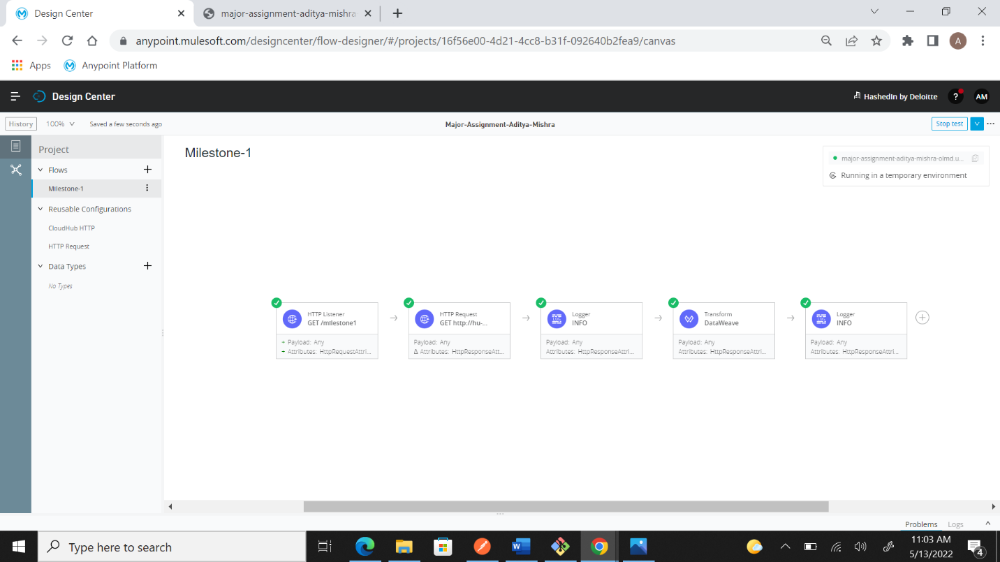 Design Center
major-assignment-aditya-mishra
anypoint.mulesoft.com/designcenter/flow-designer/#/projects/16f56e00-4d21-4cc8-b31f-092640b2fea9/canvas
A
Apps
Anypoint Platform
Design Center
HashedIn by Deloitte
?
AM
History
100%
Saved a few seconds ago
Major-Assignment-Aditya-Mishra
Stop test
Project
Flows
Milestone-1
Reusable Configurations
CloudHub HTTP
HTTP Request
Data Types
No Types
Milestone-1
major-assignment-aditya-mishra-olmd.u...
Running in a temporary environment
HTTP Listener
GET /milestone1
+ Payload: Any
+ Attributes: HttpRequestAttri...
HTTP Request
GET http://hu-...
Payload: Any
Δ Attributes: HttpResponseAtt...
Logger
INFO
Payload: Any
Attributes: HttpResponseAttri...
Transform
DataWeave
Payload: Any
Attributes: HttpResponseAttri...
Logger
INFO
Payload: Any
Attributes: HttpResponseAttri...
Problems
Logs
Type here to search
11:03 AM
5/13/2022
4